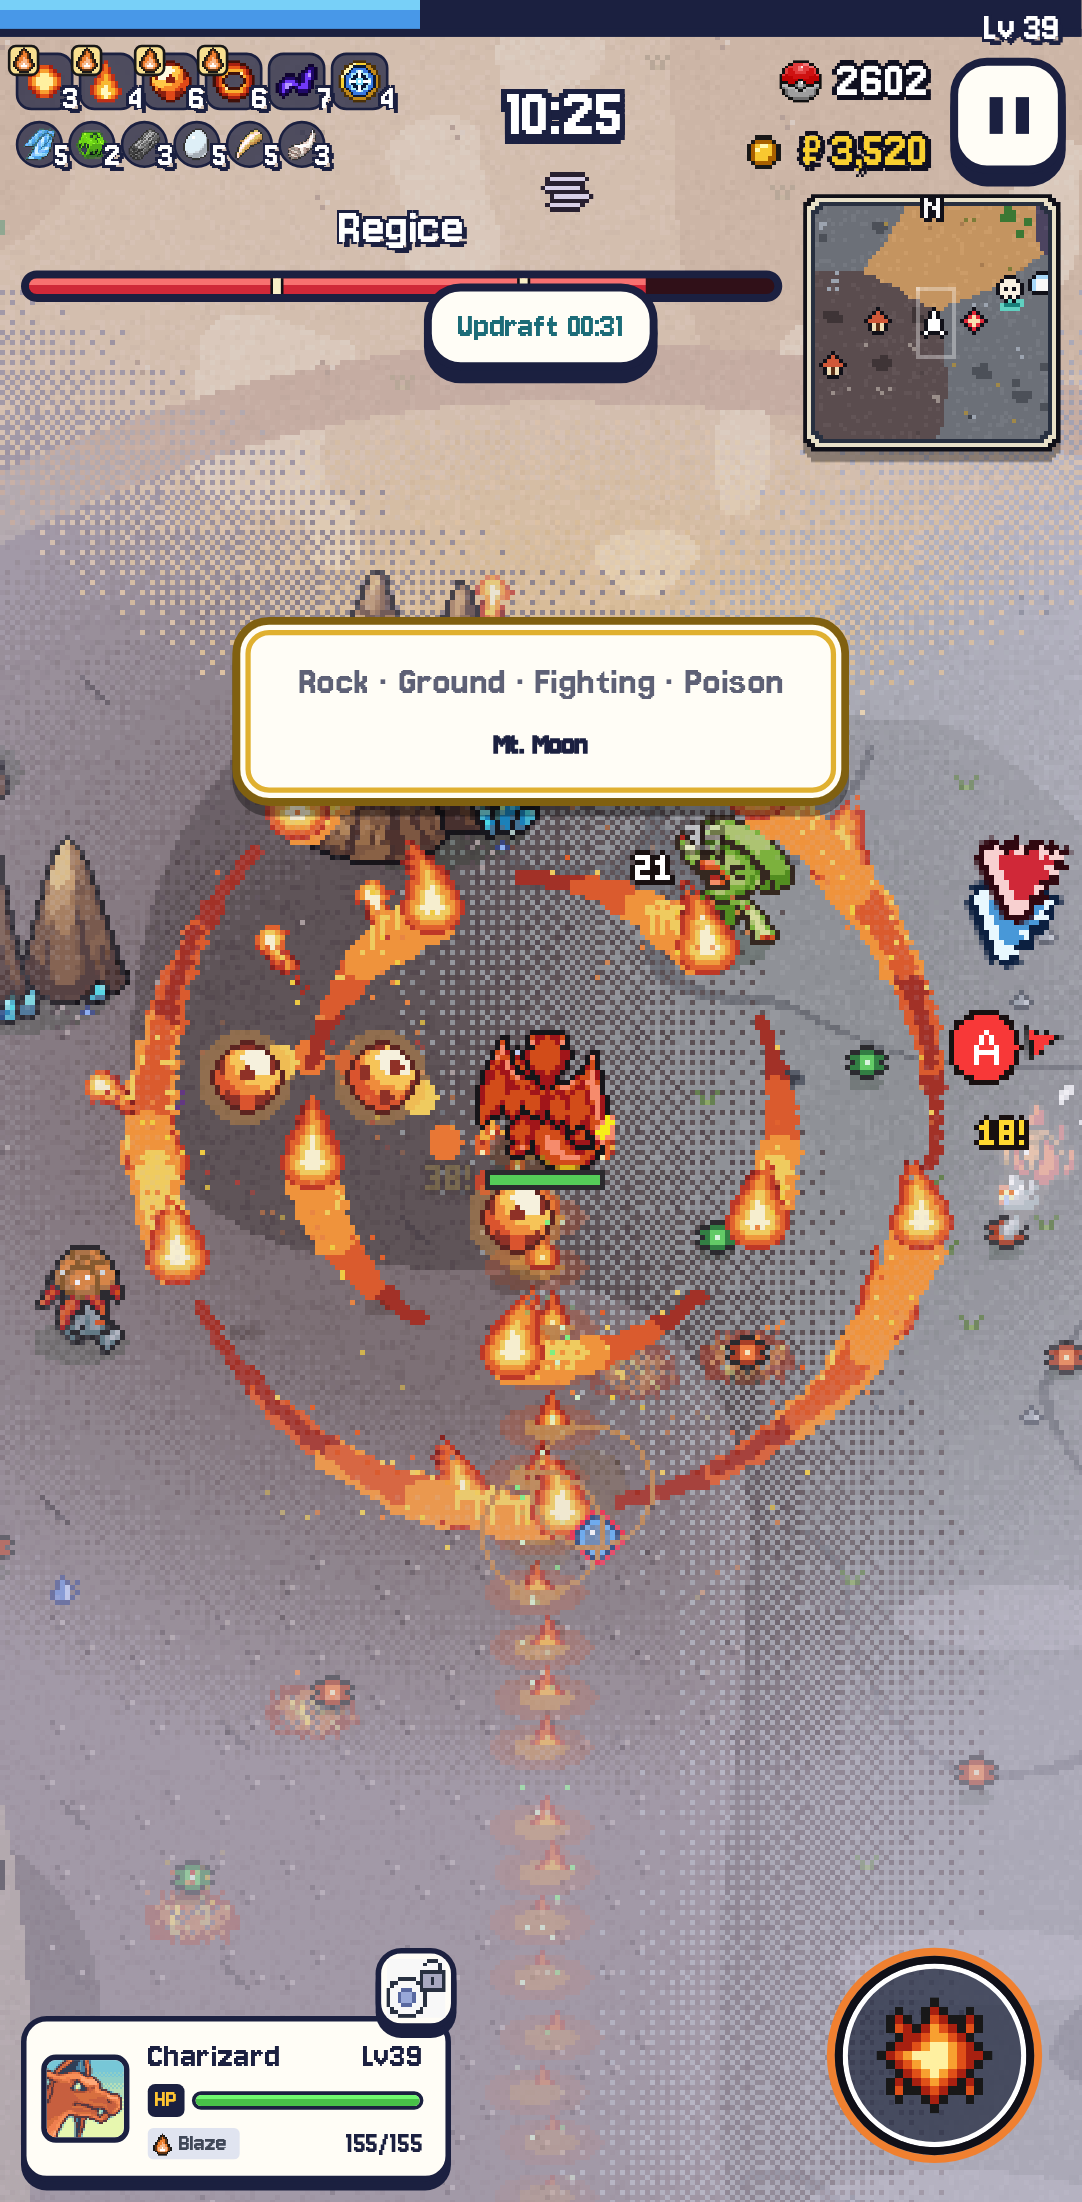 Lv 39
3 4 6 6 7 4
10:25
2602
₽3,520
5 2 3 5 5 3
N
Regice
Updraft 00:31
Rock · Ground · Fighting · Poison
Mt. Moon
21
A
18!
38!
Charizard Lv39
HP
Blaze 155/155